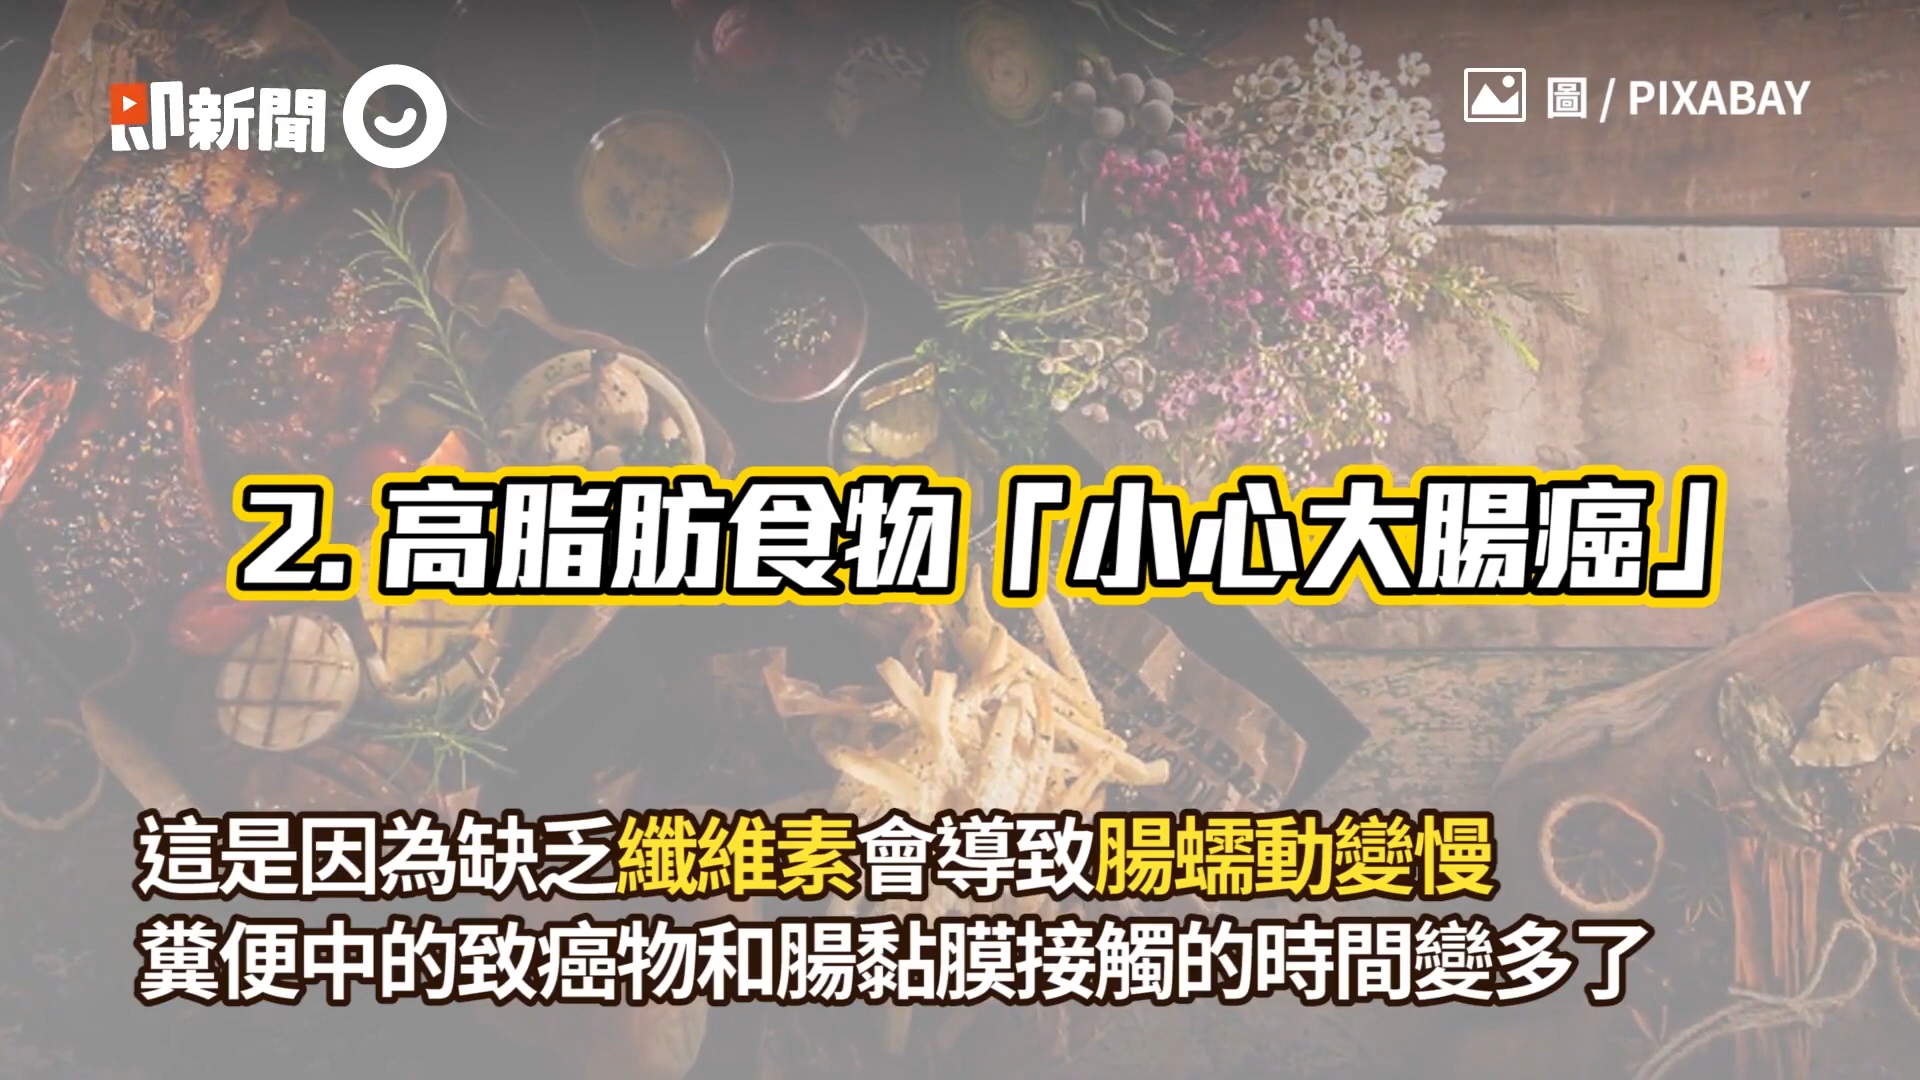 即新聞
圖 / PIXABAY
2. 高脂肪食物「小心大腸癌」
這是因為缺乏纖維素會導致腸蠕動變慢
糞便中的致癌物和腸黏膜接觸的時間變多了